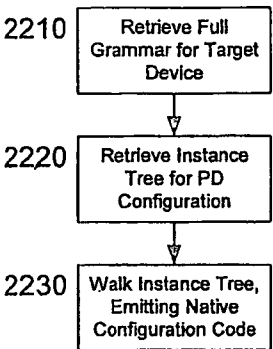 2210
Retrieve Full
Grammar for Target
Device
2220
Retrieve Instance
Tree for PD
Configuration
2230
Walk Instance Tree,
Emitting Native
Configuration Code